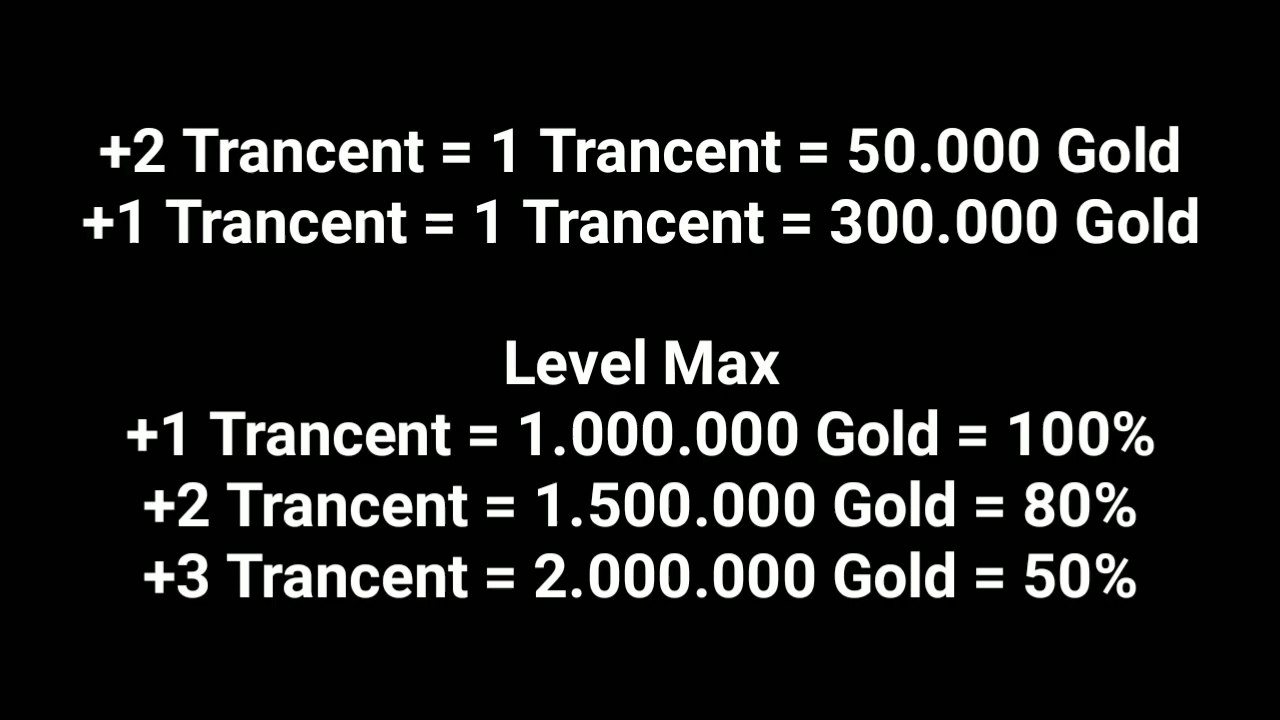 +2 Trancent = 1 Trancent = 50.000 Gold
+1 Trancent = 1 Trancent = 300.000 Gold
Level Max
+1 Trancent = 1.000.000 Gold = 100%
+2 Trancent = 1.500.000 Gold = 80%
+3 Trancent = 2.000.000 Gold = 50%